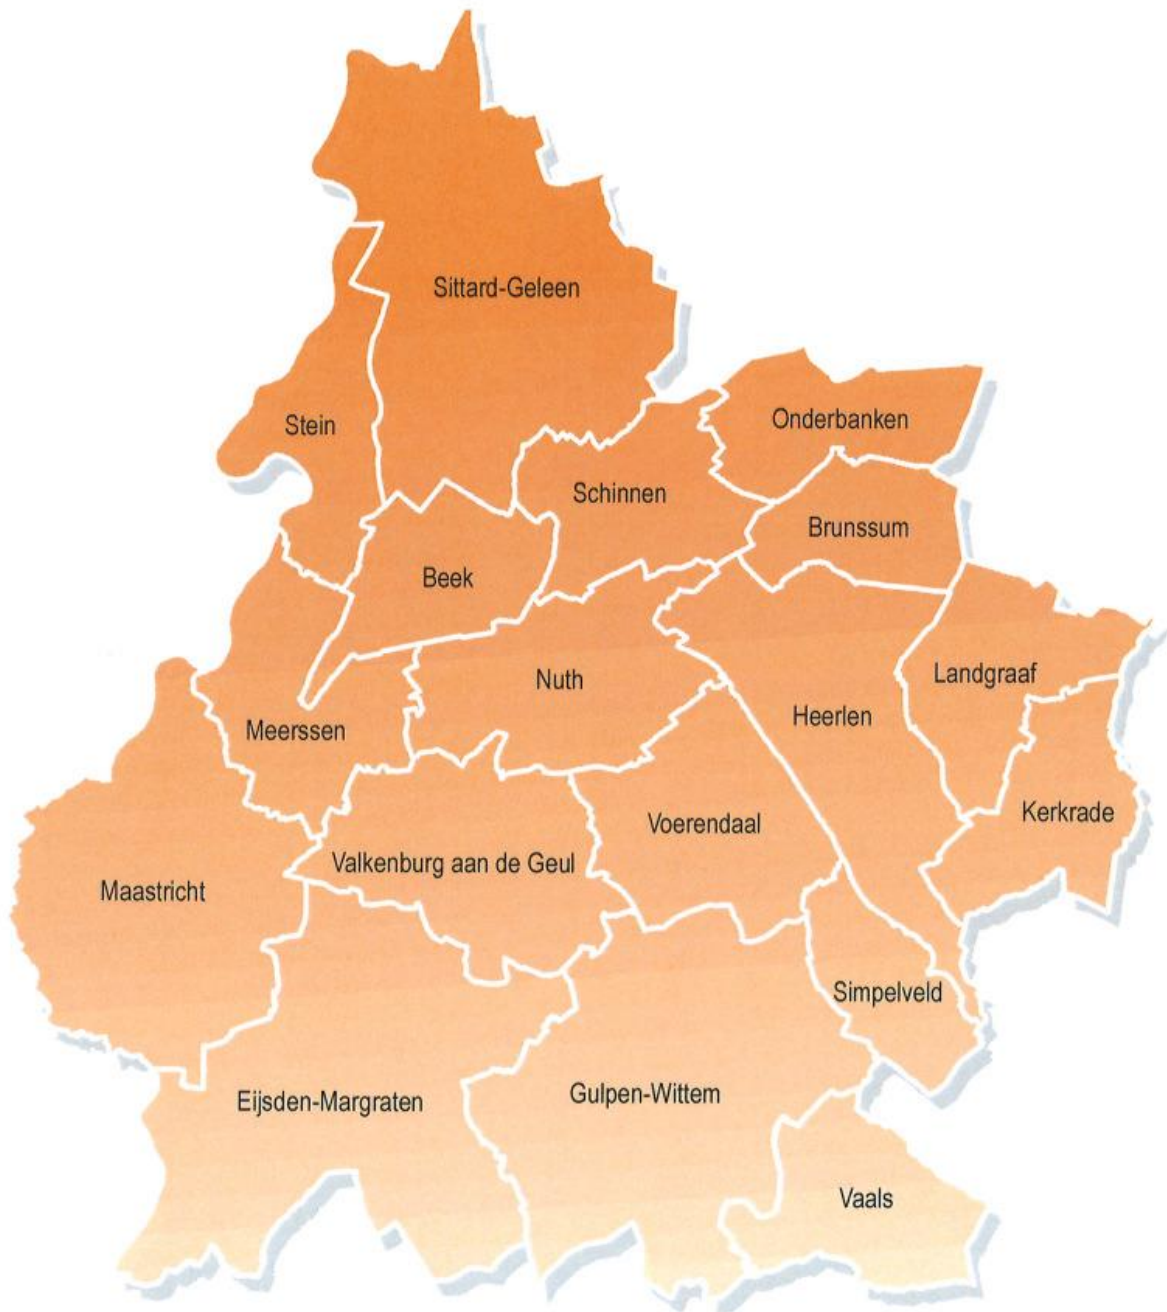 Sittard-Geleen
Onderbanken
Stein
Schinnen
Brunssum
Beek
Landgraaf
Nuth
Heerlen
Meerssen
Kerkrade
Voerendaal
Valkenburg aan de Geul
Maastricht
Simpelveld
Gulpen-Wittem
Eijsden-Margraten
Vaals